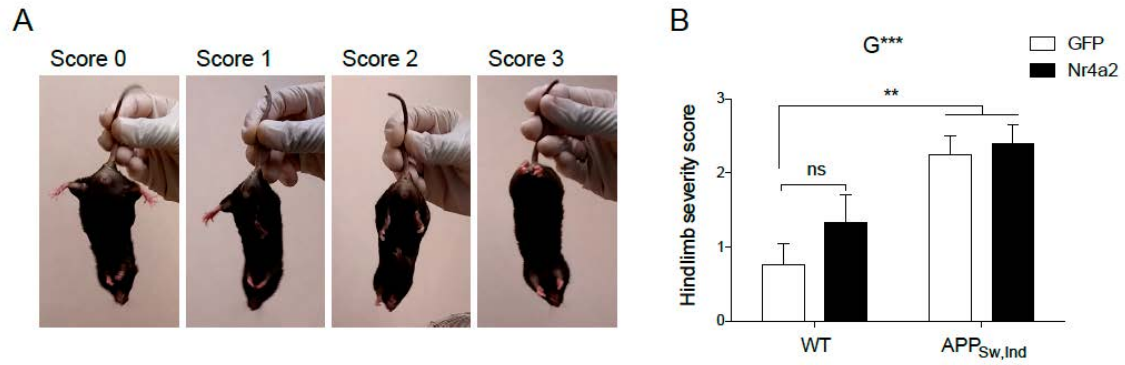 A
Score 0
Score 1
Score 2
Score 3
B
G***
GFP
Nr4a2
Hindlimb severity score
3
2
1
0
**
ns
WT
APPSw,Ind